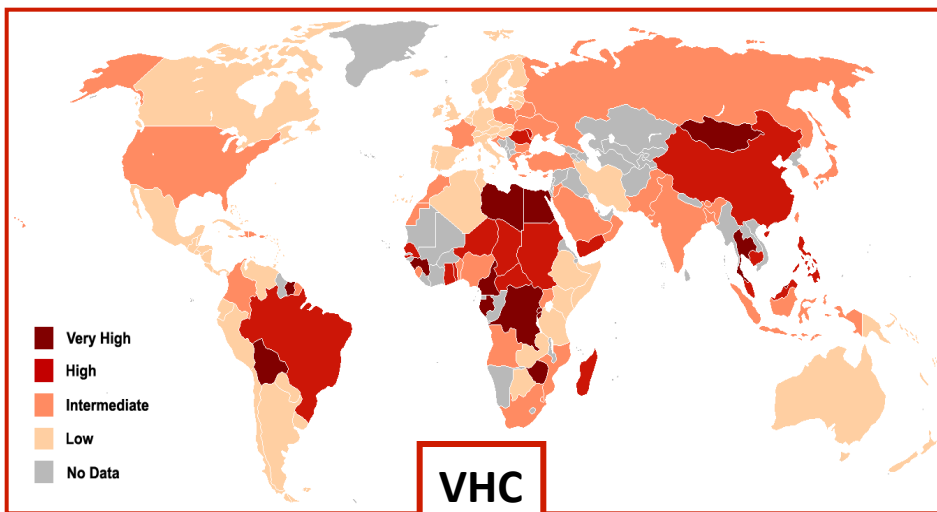 Very High
High
Intermediate
Low
No Data
VHC